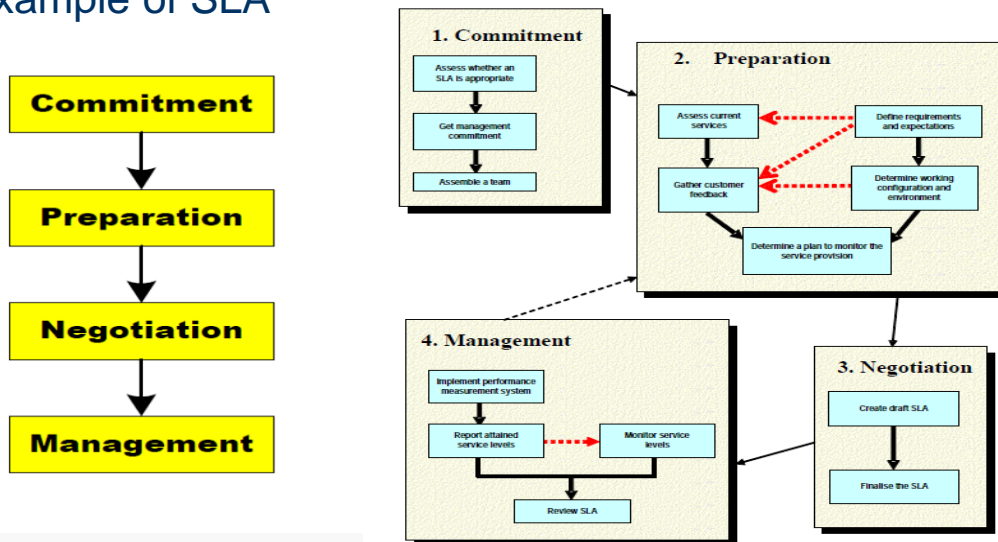 xample of SLA
Commitment
Preparation
Negotiation
Management
1. Commitment
Assess whether an
SLA is appropriate
Get management
commitment
Assemble a team
2. Preparation
Assess current
services
Define requirements
and expectations
Gather customer
feedback
Determine working
configuration and
environment
Determine a plan to monitor the
service provision
3. Negotiation
Create draft SLA
Finalise the SLA
4. Management
Implement performance
measurement system
Report attained
service levels
Monitor service
levels
Review SLA